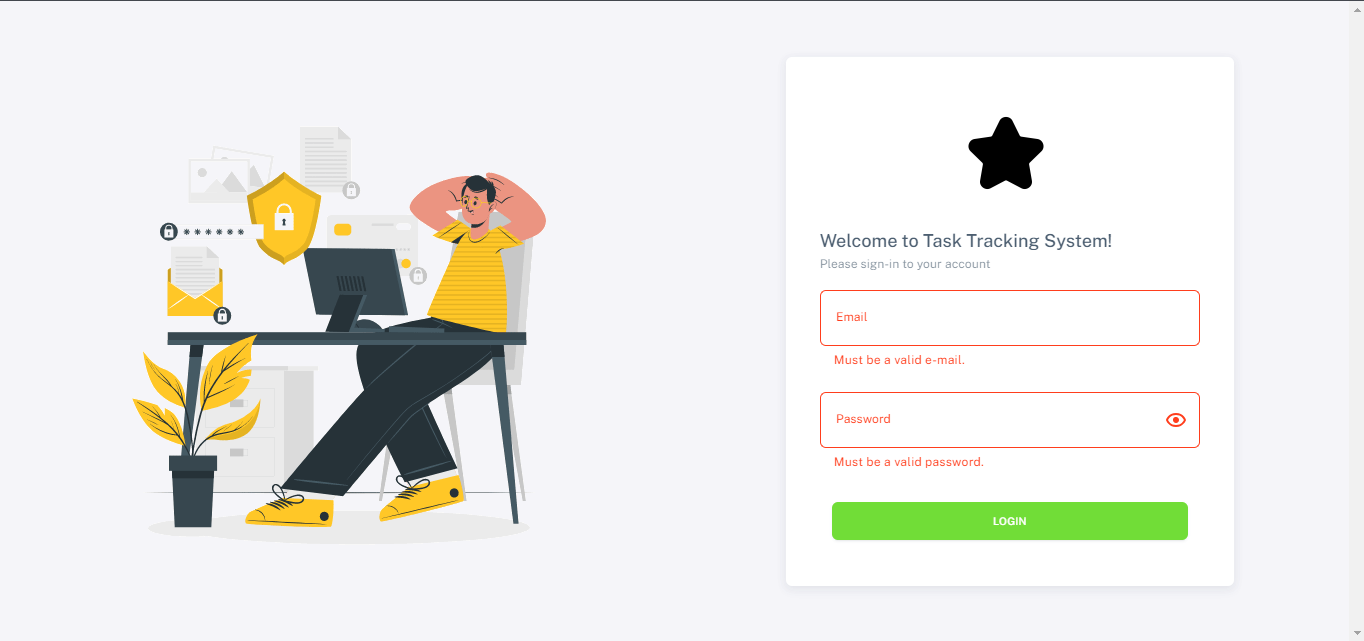 Welcome to Task Tracking System!
Please sign-in to your account
Email
Must be a valid e-mail.
Password
Must be a valid password.
LOGIN